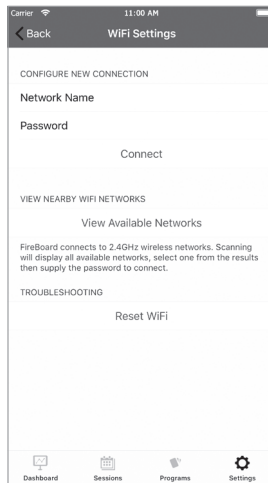 Carrier 11:00 AM
Back WiFi Settings
CONFIGURE NEW CONNECTION
Network Name
Password
Connect
VIEW NEARBY WIFI NETWORKS
View Available Networks
FireBoard connects to 2.4GHz wireless networks. Scanning
will display all available networks, select one from the results
then supply the password to connect.
TROUBLESHOOTING
Reset WiFi
Dashboard Sessions Programs Settings